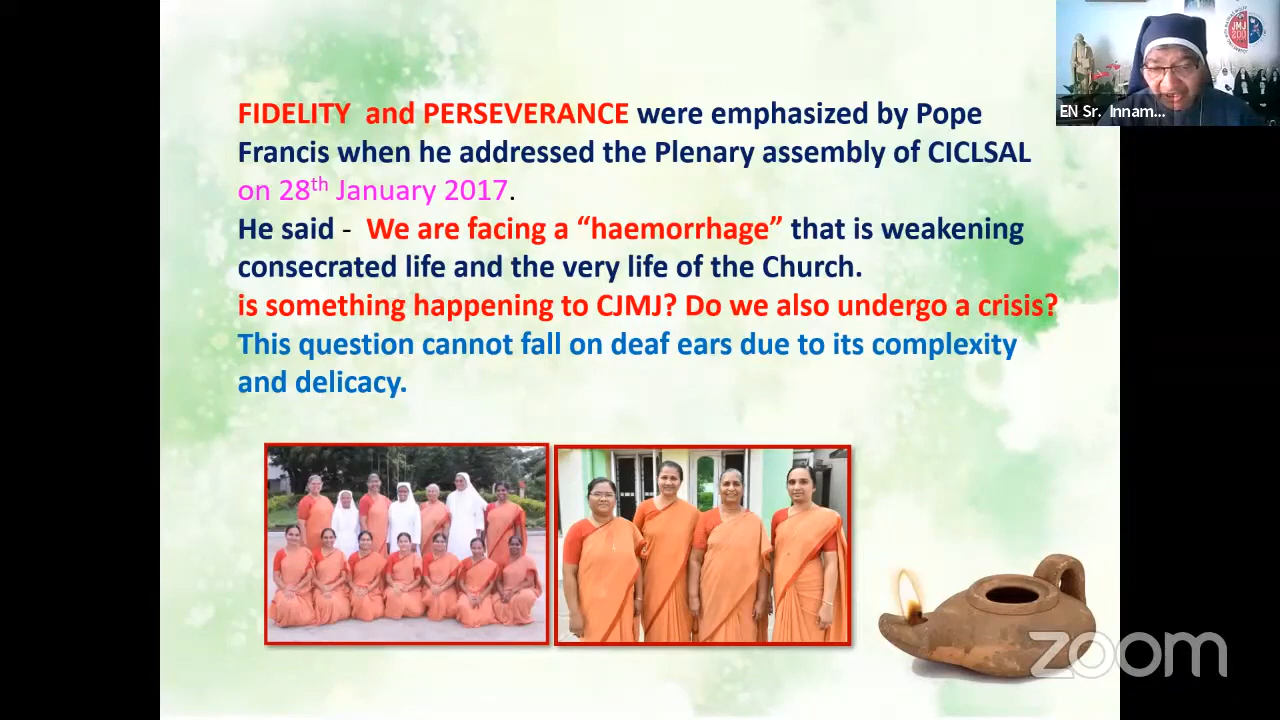 FIDELITY and PERSEVERANCE were emphasized by Pope
Francis when he addressed the Plenary assembly of CICLSAL
on 28th January 2017.
He said - We are facing a “haemorrhage” that is weakening
consecrated life and the very life of the Church.
is something happening to CJMJ? Do we also undergo a crisis?
This question cannot fall on deaf ears due to its complexity
and delicacy.
JMJ
200
EN Sr. Innam...
zoom